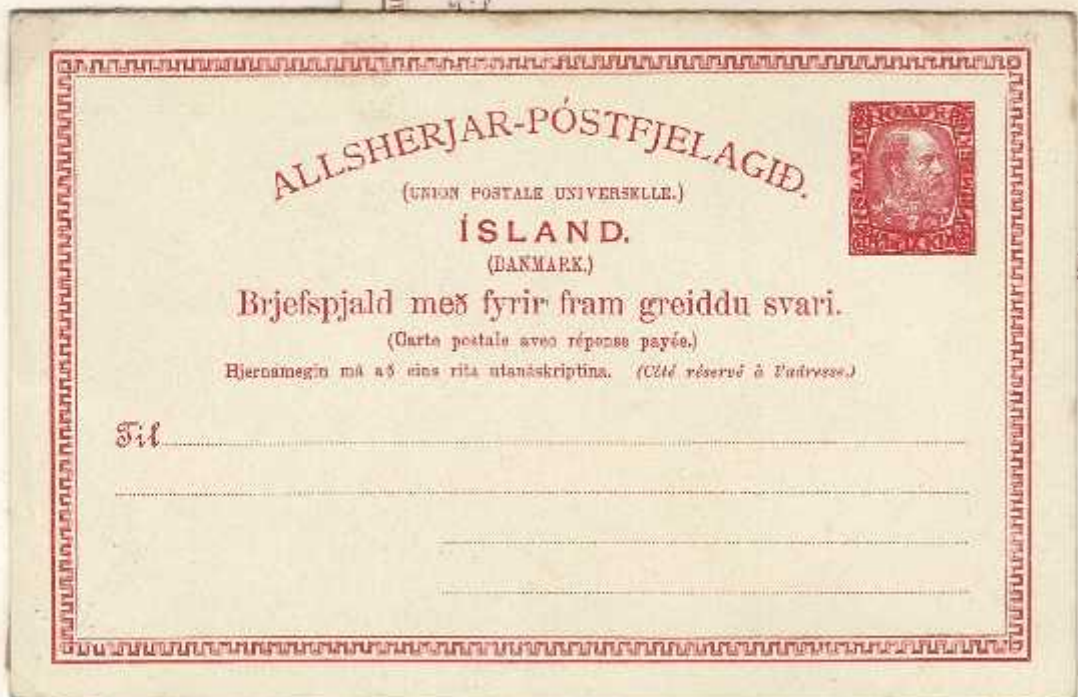 ALLSHERJAR-PÓSTFJELAGIÐ.
(UNION POSTALE UNIVERSELLE.)
ÍSLAND.
(DANMARK.)
Brjefspjald með fyrir fram greiddu svari.
(Carte postale avec réponse payée.)
Hjernamegin má að eins rita utanáskriptina. (Côté réservé à l'adresse.)
Til
ÍSLAND